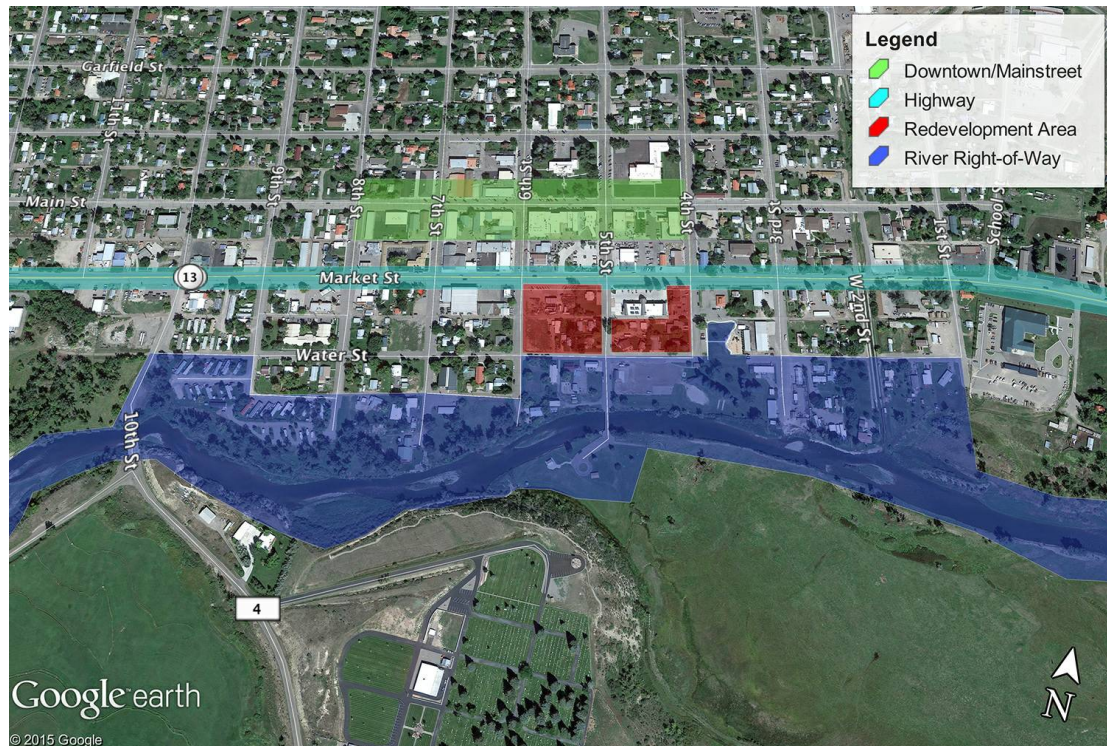 Legend
Downtown/Mainstreet
Highway
Redevelopment Area
River Right-of-Way
Garfield St
11th St
Main St
9th St
8th St
7th St
6th St
5th St
4th St
3rd St
W 2nd St
1st St
School S
13
Market St
Water St
10th St
4
N
Google earth
© 2015 Google